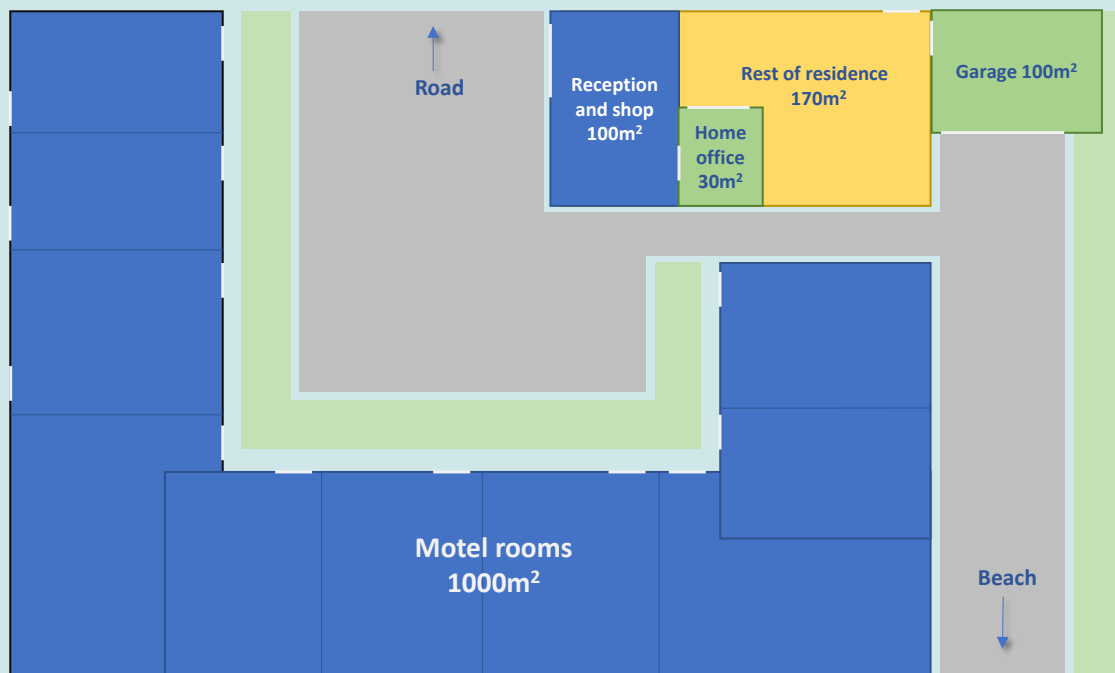 Road
Reception
and shop
100m²
Rest of residence
170m²
Garage 100m²
Home
office
30m²
Motel rooms
1000m²
Beach